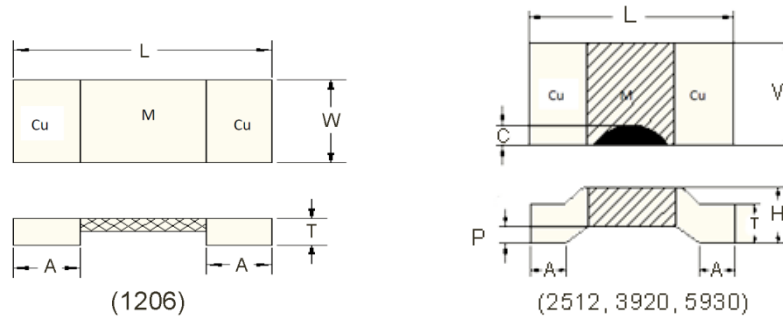 L
Cu M Cu
W
T
A A
(1206)
L
Cu M Cu
C
P
T
H
A A
(2512, 3920, 5930)